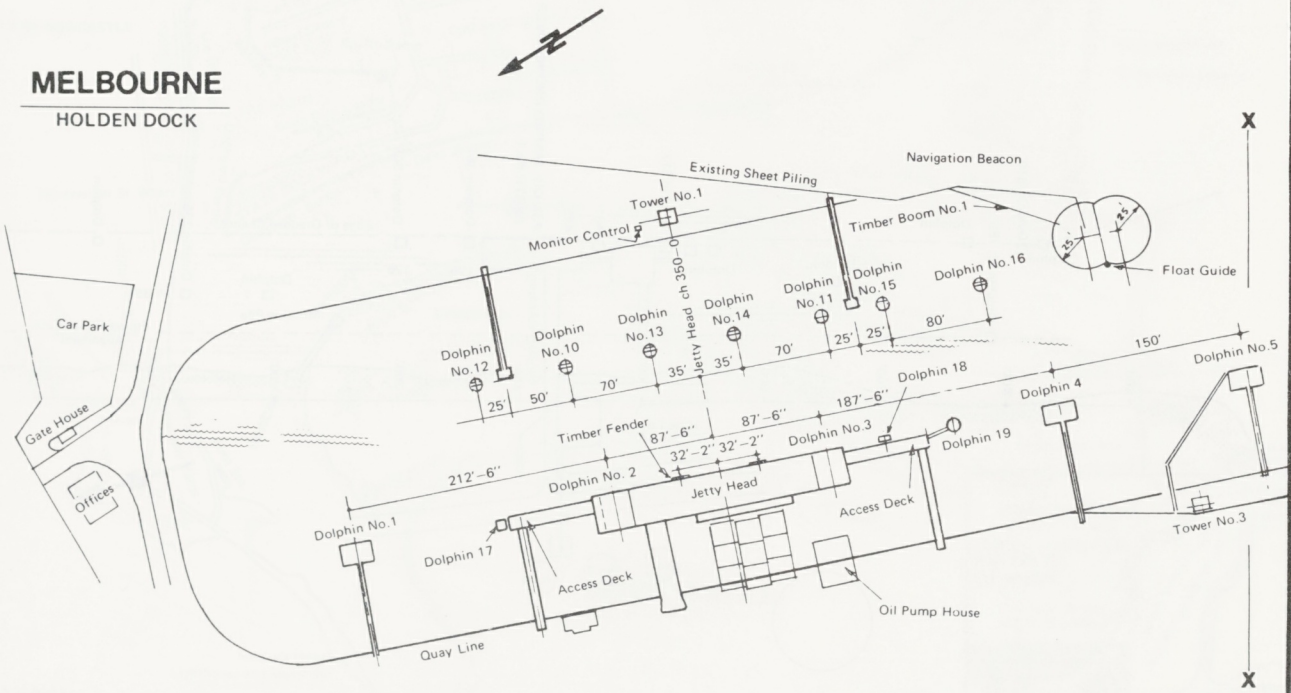 N
MELBOURNE
HOLDEN DOCK
X
Navigation Beacon
Existing Sheet Piling
Tower No.1
Timber Boom No.1
25'
25'
Monitor Control
Float Guide
Dolphin No.16
Dolphin
No.15
Dolphin
No.11
Dolphin
No.14
Dolphin
No.13
Dolphin
No.10
Dolphin
No.12
Jetty Head ch 350–0
Car Park
Gate House
Offices
25'
50'
70'
35'
35'
70'
25'
25'
80'
150'
Dolphin No.5
Dolphin 18
Dolphin 4
187'–6"
87'–6"
87'–6"
212'–6"
Timber Fender
32'–2"
32'–2"
Dolphin No.3
Dolphin 19
Dolphin No. 2
Jetty Head
Access Deck
Tower No.3
Dolphin No.1
Dolphin 17
Access Deck
Oil Pump House
Quay Line
X